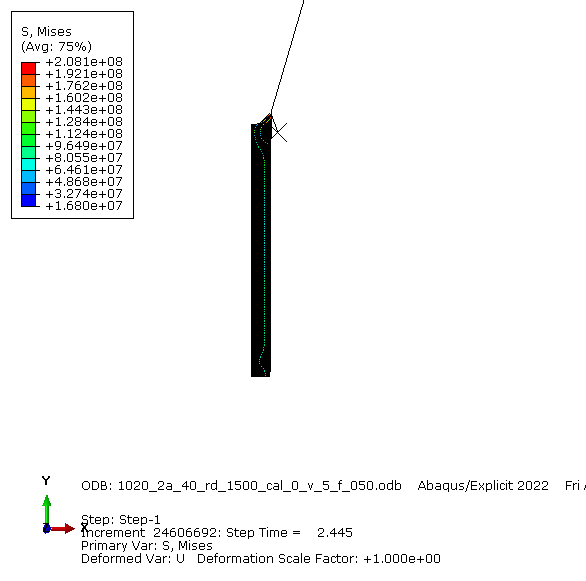 S, Mises
(Avg: 75%)
+2.081e+08
+1.921e+08
+1.762e+08
+1.602e+08
+1.443e+08
+1.284e+08
+1.124e+08
+9.649e+07
+8.055e+07
+6.461e+07
+4.868e+07
+3.274e+07
+1.680e+07
Y
ODB: 1020_2a_40_rd_1500_cal_0_v_5_f_050.odb Abaqus/Explicit 2022 Fri
X
Step: Step-1
Increment 24606692: Step Time = 2.445
Primary Var: S, Mises
Deformed Var: U Deformation Scale Factor: +1.000e+00